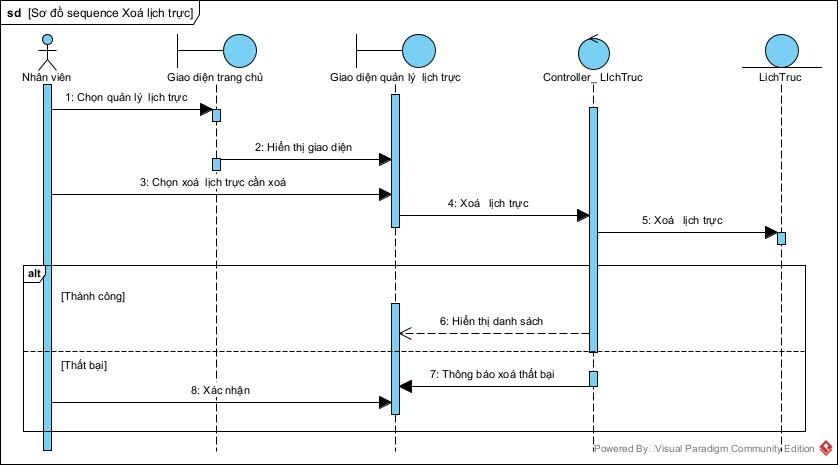 sd [Sơ đồ sequence Xoá lịch trực]
Nhân viên
Giao diện trang chủ
Giao diện quản lý lịch trực
Controller_ LIchTruc
LichTruc
1: Chọn quản lý lịch trực
2: Hiển thị giao diện
3: Chọn xoá lịch trực cần xoá
4: Xoá lịch trực
5: Xoá lịch trực
alt
[Thành công]
6: Hiển thị danh sách
[Thất bại]
7: Thông báo xoá thất bại
8: Xác nhận
Powered By Visual Paradigm Community Edition